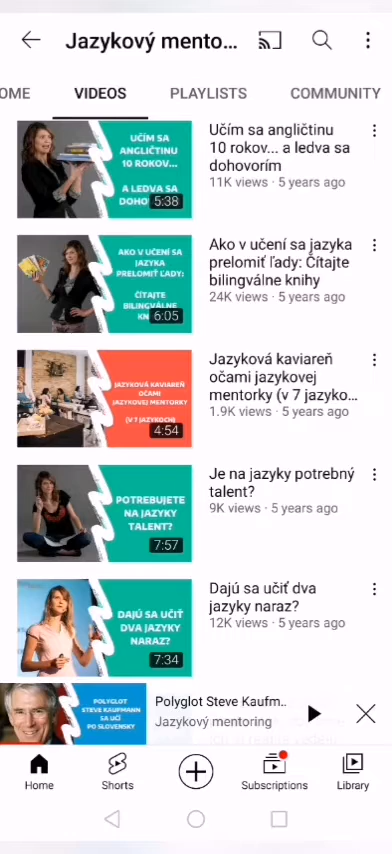 Jazykový mento...
OME VIDEOS PLAYLISTS COMMUNITY
UČÍM SA
ANGLIČTINU
10 ROKOV...
A LEDVA SA
5:38
Učím sa angličtinu
10 rokov... a ledva sa
dohovorím
11K views · 5 years ago
AKO V UČENÍ SA
JAZYKA
PRELOMIŤ ĽADY:
ČÍTAJTE
BILINGVÁLNE
6:05
Ako v učení sa jazyka
prelomiť ľady: Čítajte
bilingválne knihy
24K views · 5 years ago
JAZYKOVÁ KAVIAREŇ
OČAMI
JAZYKOVEJ MENTORKY
(V 7 JAZYKOCH)
4:54
Jazyková kaviareň
očami jazykovej
mentorky (v 7 jazyko...
1.9K views · 5 years ago
POTREBUJETE
NA JAZYKY
TALENT?
7:57
Je na jazyky potrebný
talent?
9K views · 5 years ago
DAJÚ SA UČIŤ
DVA JAZYKY
NARAZ?
7:34
Dajú sa učiť dva
jazyky naraz?
12K views · 5 years ago
POLYGLOT
STEVE KAUFMANN
SA UČÍ
PO SLOVENSKY
Polyglot Steve Kaufm..
Jazykový mentoring
Home Shorts Subscriptions Library